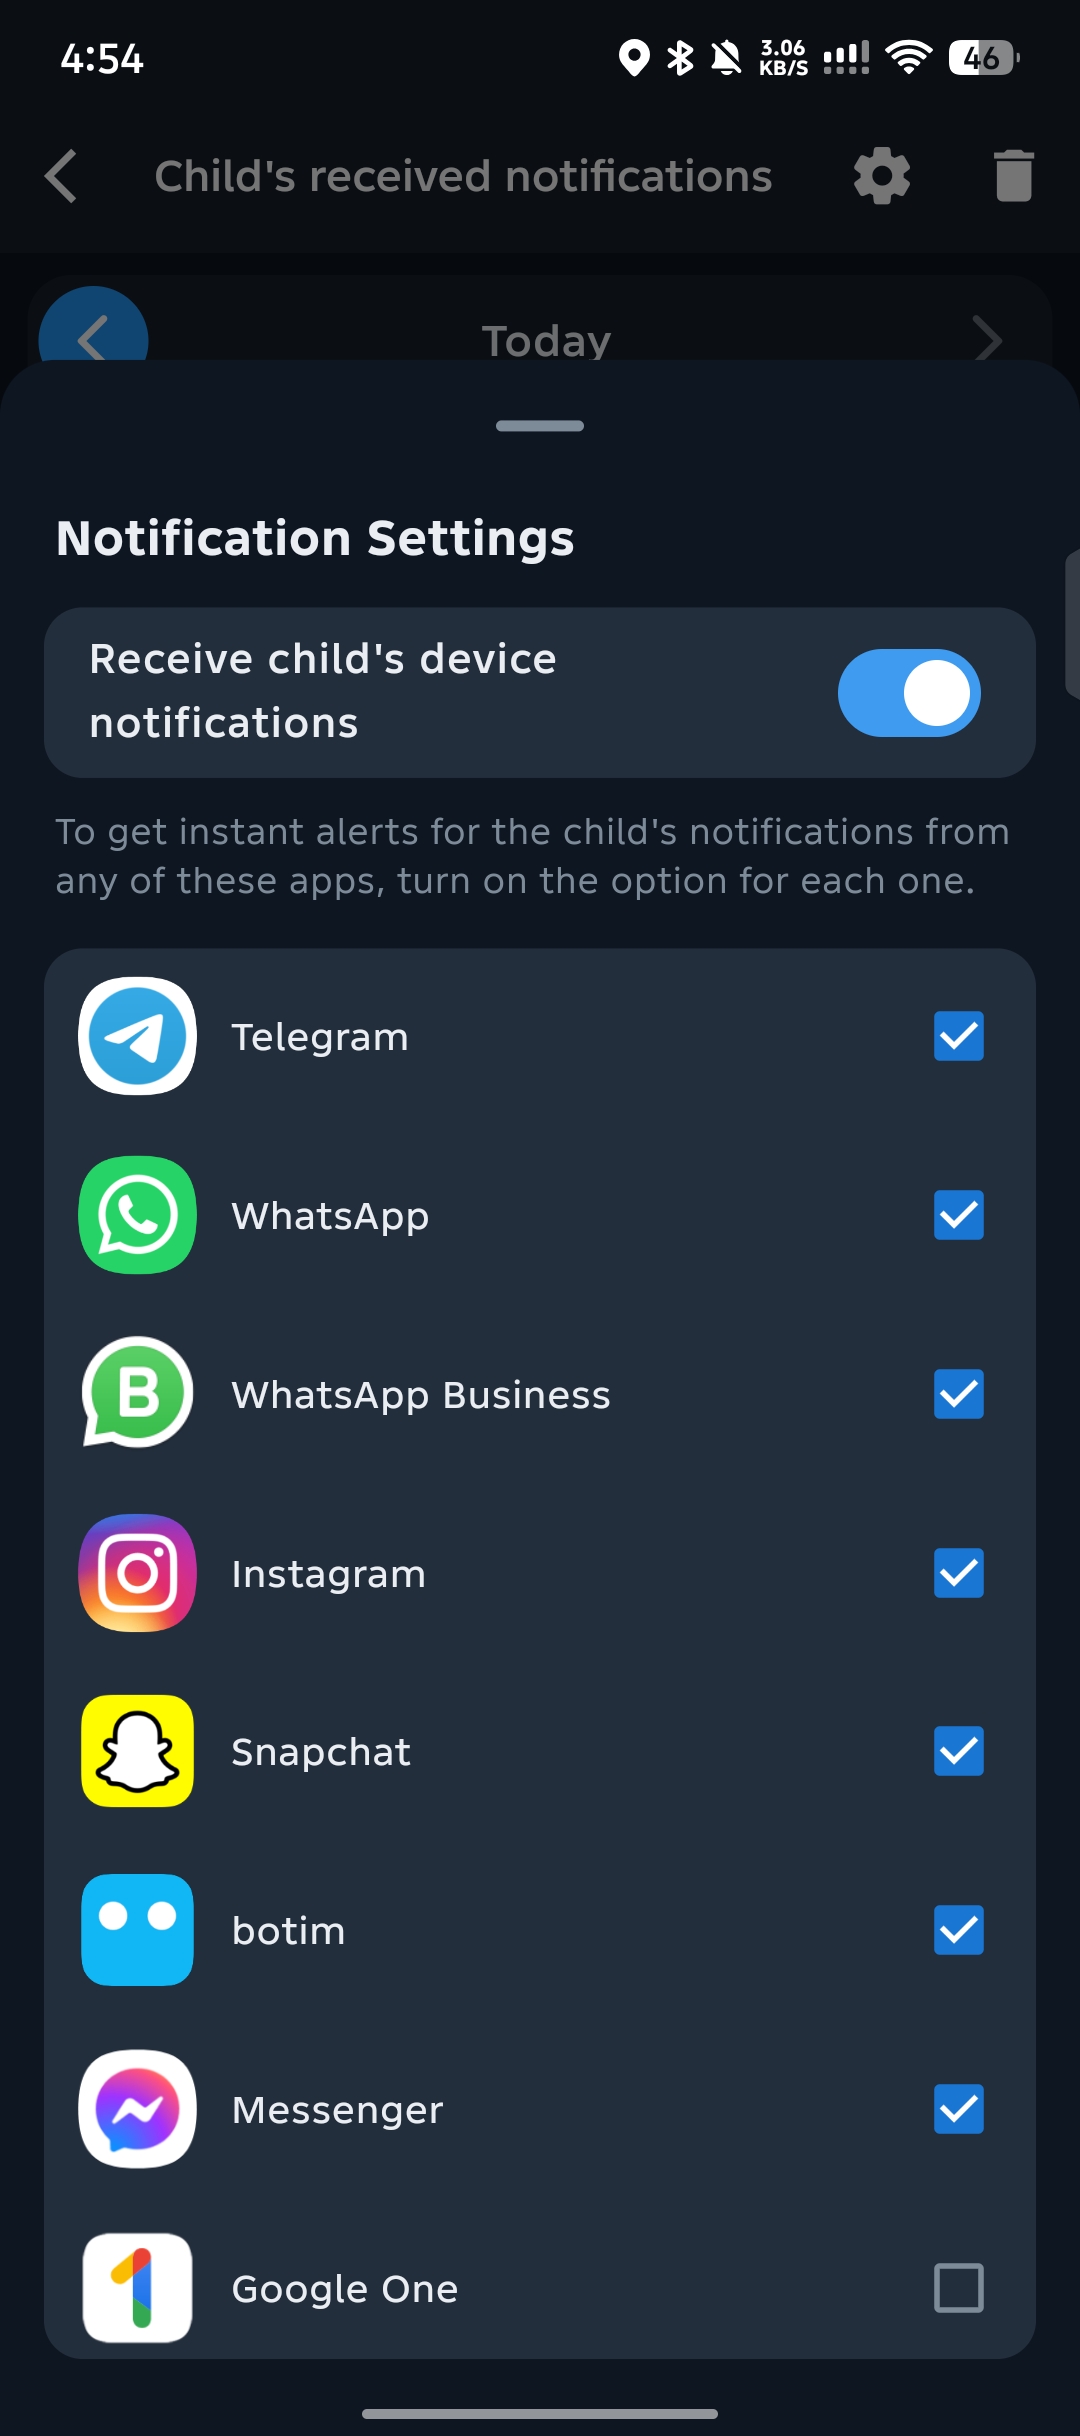 4:54
3.06
KB/S
46
Child's received notifications
Today
Notification Settings
Receive child's device
notifications
To get instant alerts for the child's notifications from
any of these apps, turn on the option for each one.
Telegram
WhatsApp
B
WhatsApp Business
Instagram
Snapchat
botim
Messenger
1
Google One